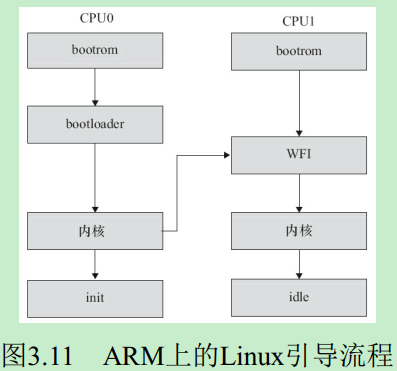 CPU0
CPU1
bootrom
bootrom
bootloader
WFI
内核
内核
init
idle
图3.11 ARM上的Linux引导流程